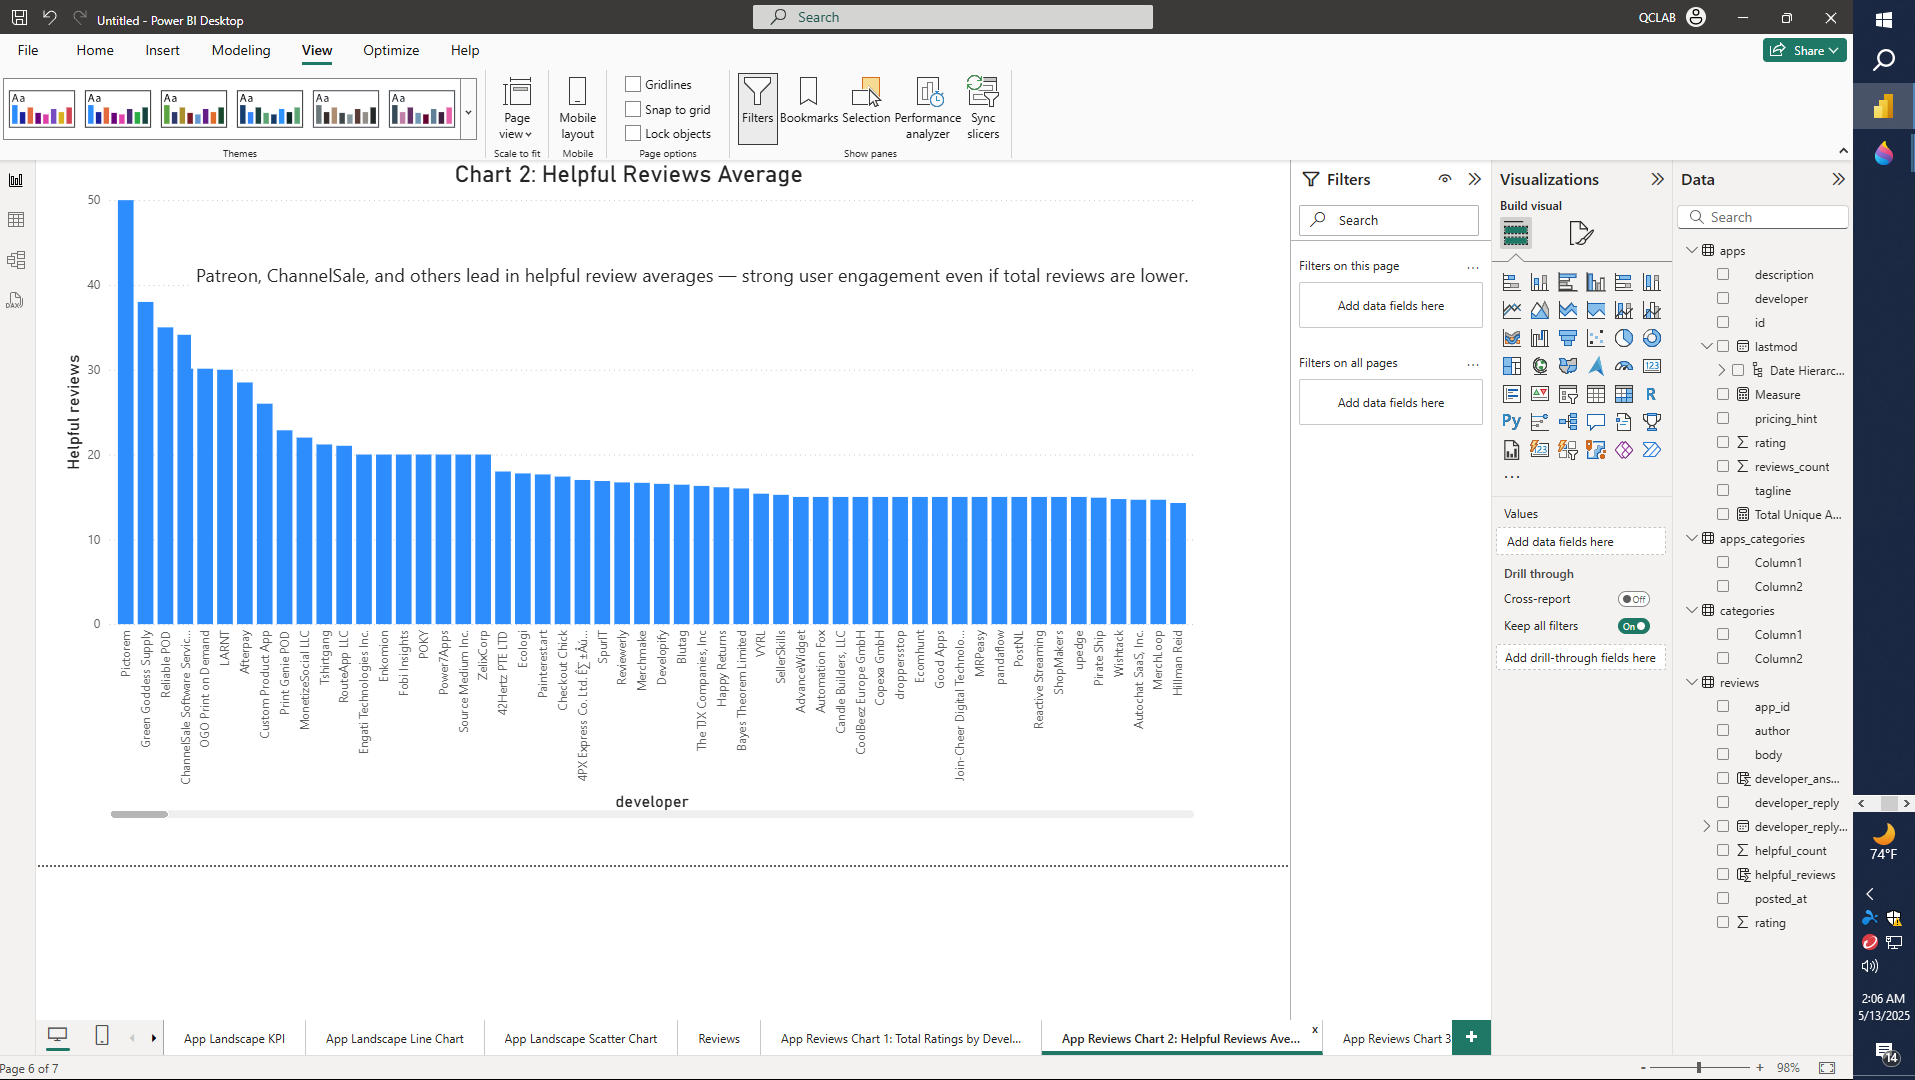 Untitled - Power BI Desktop
Search
QCLAB
File
Home
Insert
Modeling
View
Optimize
Help
Share
Aa
Aa
Aa
Aa
Aa
Aa
Themes
Page
view
Scale to fit
Mobile
layout
Mobile
Gridlines
Snap to grid
Lock objects
Page options
Filters
Bookmarks
Selection
Performance
analyzer
Sync
slicers
Show panes
Chart 2: Helpful Reviews Average
Patreon, ChannelSale, and others lead in helpful review averages — strong user engagement even if total reviews are lower.
Helpful reviews
50
40
30
20
10
0
Pictorem
Green Goddess Supply
Reliable POD
ChannelSale Software Servic...
OGO Print on Demand
LARNT
Afterpay
Custom Product App
Print Genie POD
MonetizeSocial LLC
Tshirtgang
RouteApp LLC
Engati Technologies Inc.
Enkomion
Fobi Insights
POKY
Power7Apps
Source Medium Inc.
ZelixCorp
42Hertz PTE LTD
Ecologi
Painterest.art
Checkout Chick
4PX Express Co. Ltd.
SpurIT
Reviewerly
Merchmake
Developify
Blutag
The TJX Companies, Inc
Happy Returns
Bayes Theorem Limited
VYRL
SellerSkills
AdvanceWidget
Automation Fox
Candle Builders, LLC
CoolBeez Europe GmbH
Copexa GmbH
droppersstop
Ecomhunt
Good Apps
Join-Cheer Digital Technolo...
MRPeasy
pandaflow
PostNL
Reactive Streaming
ShopMakers
upedge
Pirate Ship
Wishtack
Autochat SaaS, Inc.
MerchLoop
Hillman Reid
developer
Filters
Search
Filters on this page
...
Add data fields here
Filters on all pages
...
Add data fields here
Visualizations
Build visual
123
R
Py
123
...
Values
Add data fields here
Drill through
Cross-report
Off
Keep all filters
On
Add drill-through fields here
Data
Search
apps
description
developer
id
lastmod
Date Hierarc...
Measure
pricing_hint
rating
reviews_count
tagline
Total Unique A...
apps_categories
Column1
Column2
categories
Column1
Column2
reviews
app_id
author
body
developer_ans...
developer_reply
developer_reply...
helpful_count
helpful_reviews
posted_at
rating
App Landscape KPI
App Landscape Line Chart
App Landscape Scatter Chart
Reviews
App Reviews Chart 1: Total Ratings by Devel...
App Reviews Chart 2: Helpful Reviews Ave...
x
App Reviews Chart 3
+
Page 6 of 7
-
+
98%
74°F
2:06 AM
5/13/2025
14